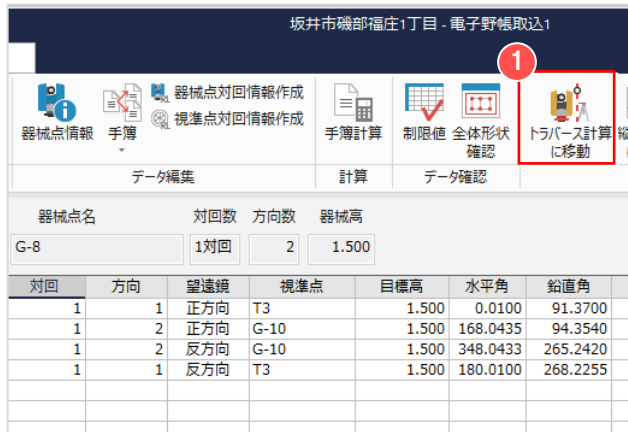 坂井市磯部福庄1丁目 - 電子野帳取込1
1
器械点情報
手簿
器械点対回情報作成
視準点対回情報作成
手簿計算
制限値
全体形状確認
トラバース計算に移動
データ編集
計算
データ確認
器械点名 対回数 方向数 器械高
G-8 1対回 2 1.500
対回 方向 望遠鏡 視準点 目標高 水平角 鉛直角
1 1 正方向 T3 1.500 0.0100 91.3700
1 2 正方向 G-10 1.500 168.0435 94.3540
1 2 反方向 G-10 1.500 348.0433 265.2420
1 1 反方向 T3 1.500 180.0100 268.2255